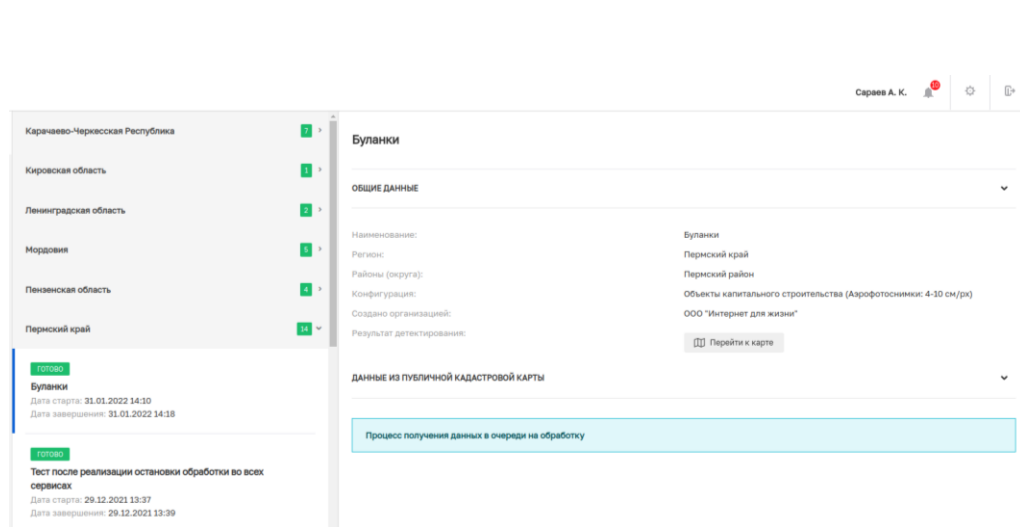 Сараев А. К.
10
Карачаево-Черкесская Республика 7
Кировская область 1
Ленинградская область 2
Мордовия 5
Пензенская область 4
Пермский край 14
ГОТОВО
Буланки
Дата старта: 31.01.2022 14:10
Дата завершения: 31.01.2022 14:18
ГОТОВО
Тест после реализации остановки обработки во всех
сервисах
Дата старта: 29.12.2021 13:37
Дата завершения: 29.12.2021 13:39
Буланки
ОБЩИЕ ДАННЫЕ
Наименование: Буланки
Регион: Пермский край
Районы (округа): Пермский район
Конфигурация: Объекты капитального строительства (Аэрофотоснимки: 4-10 см/px)
Создано организацией: ООО "Интернет для жизни"
Результат детектирования: Перейти к карте
ДАННЫЕ ИЗ ПУБЛИЧНОЙ КАДАСТРОВОЙ КАРТЫ
Процесс получения данных в очереди на обработку